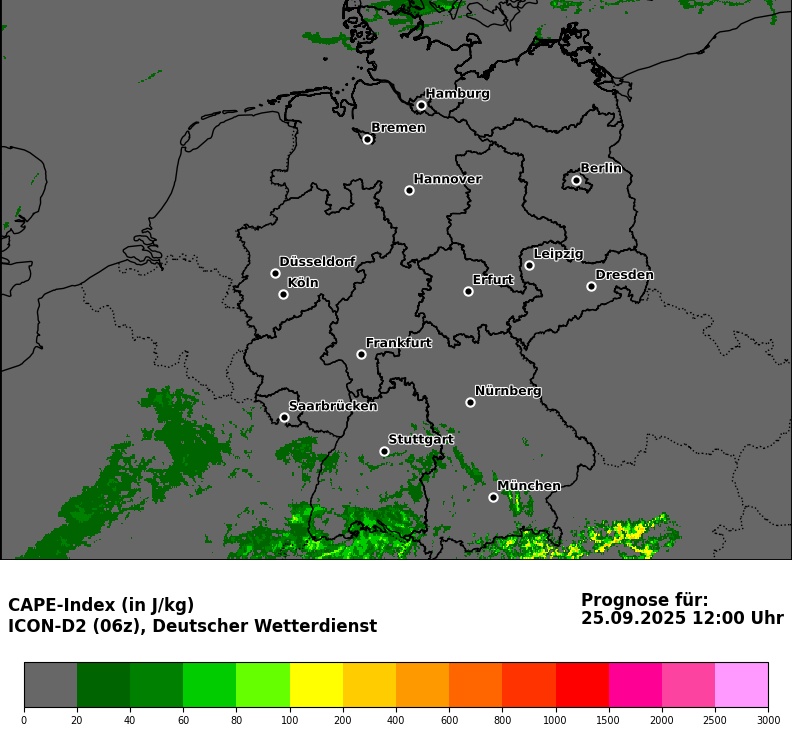 Hamburg
Bremen
Berlin
Hannover
Leipzig
Düsseldorf
Dresden
Köln
Erfurt
Frankfurt
Nürnberg
Saarbrücken
Stuttgart
München
CAPE-Index (in J/kg)
ICON-D2 (06z), Deutscher Wetterdienst
Prognose für:
25.09.2025 12:00 Uhr
0 20 40 60 80 100 200 400 600 800 1000 1500 2000 2500 3000